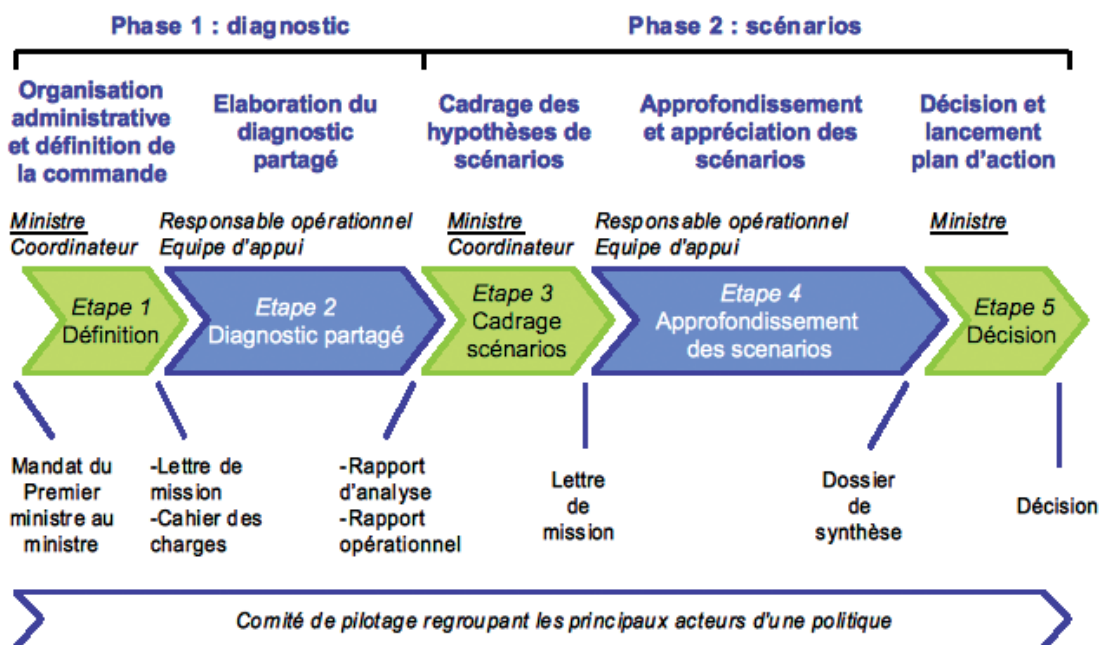 Phase 1 : diagnostic
Phase 2 : scénarios
Organisation
administrative
et définition de
la commande
Elaboration du
diagnostic
partagé
Cadrage des
hypothèses de
scénarios
Approfondissement
et appréciation des
scénarios
Décision et
lancement
plan d'action
Ministre
Coordinateur
Responsable opérationnel
Equipe d'appui
Ministre
Coordinateur
Responsable opérationnel
Equipe d'appui
Ministre
Etape 1
Définition
Etape 2
Diagnostic partagé
Etape 3
Cadrage
scénarios
Etape 4
Approfondissement
des scenarios
Etape 5
Décision
Mandat du
Premier
ministre au
ministre
-Lettre de
mission
-Cahier des
charges
-Rapport
d'analyse
-Rapport
opérationnel
Lettre
de
mission
Dossier
de
synthèse
Décision
Comité de pilotage regroupant les principaux acteurs d'une politique